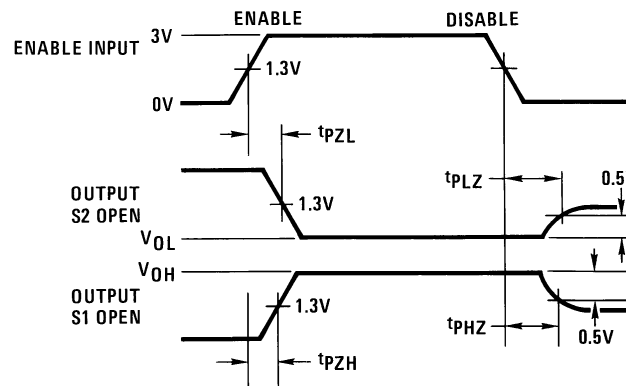 ENABLE DISABLE
3V
ENABLE INPUT
1.3V
0V
tPZL
tPLZ
0.5
OUTPUT
S2 OPEN
1.3V
VOL
VOH
OUTPUT
S1 OPEN
1.3V
tPHZ
0.5V
tPZH